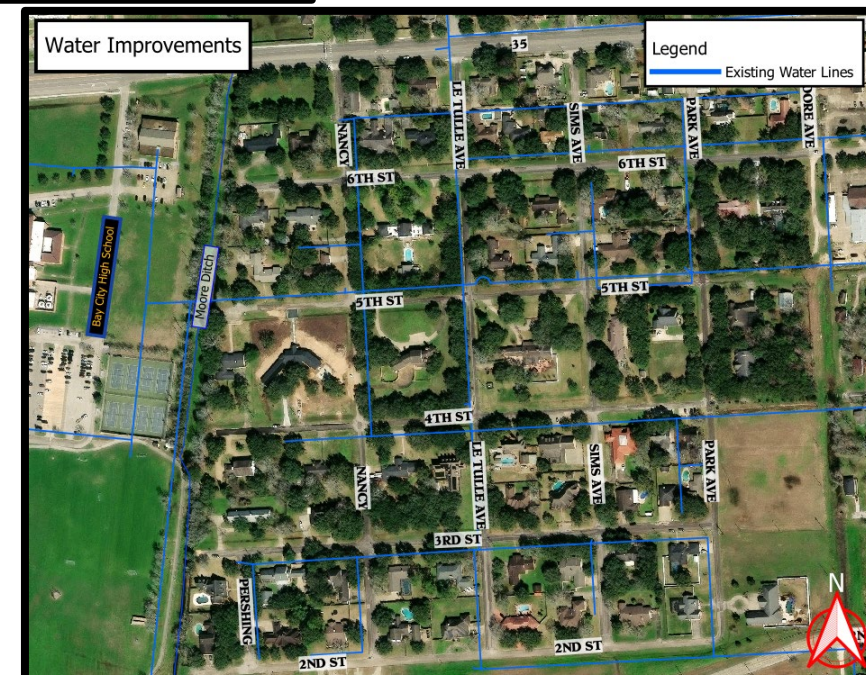 Water Improvements
Legend
Existing Water Lines
35
LE TULLE AVE
SIMS AVE
PARK AVE
DORE AVE
NANCY
6TH ST
6TH ST
Bay City High School
Moore Ditch
5TH ST
5TH ST
4TH ST
NANCY
LE TULLE AVE
SIMS AVE
PARK AVE
3RD ST
PERSHING
2ND ST
2ND ST
N